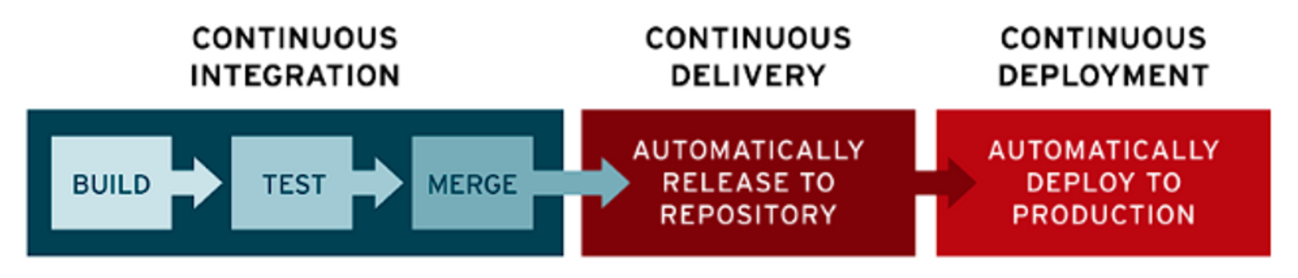 CONTINUOUS
INTEGRATION
BUILD
TEST
MERGE
CONTINUOUS
DELIVERY
AUTOMATICALLY
RELEASE TO
REPOSITORY
CONTINUOUS
DEPLOYMENT
AUTOMATICALLY
DEPLOY TO
PRODUCTION